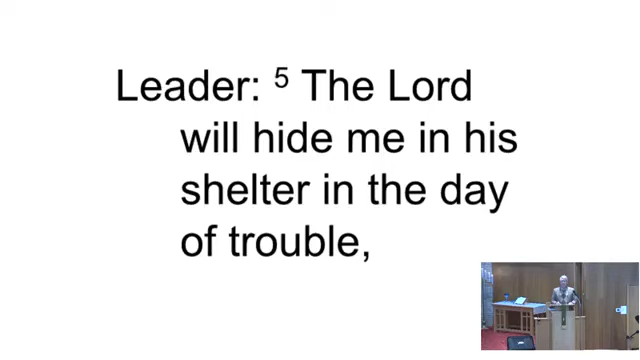 Leader: ⁵ The Lord
will hide me in his
shelter in the day
of trouble,